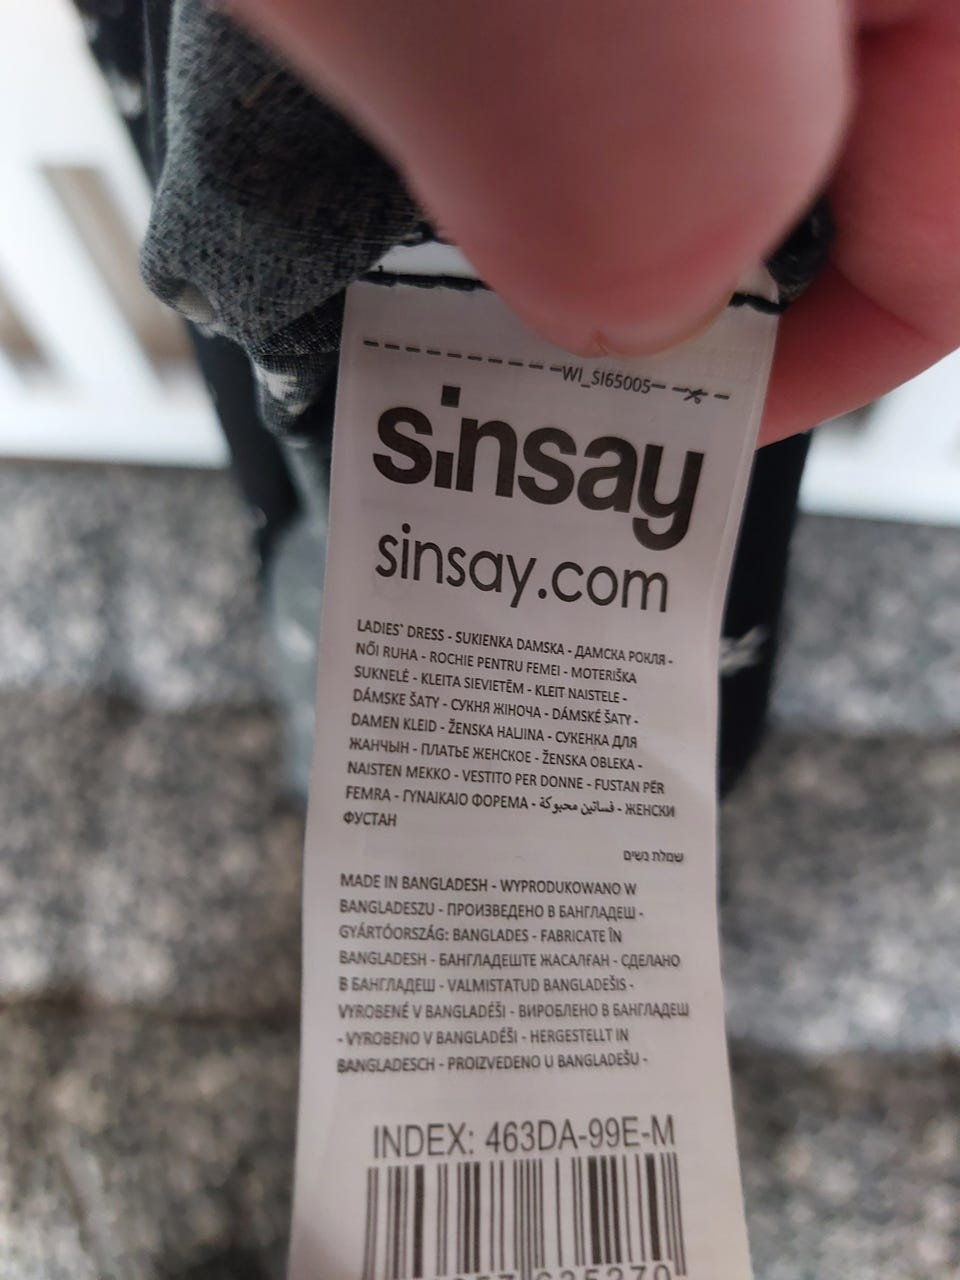 WI_SI65005
sinsay
sinsay.com
LADIES' DRESS - SUKIENKA DAMSKA - ДАМСКА РОКЛЯ -
NŐI RUHA - ROCHIE PENTRU FEMEI - MOTERIŠKA
SUKNELĖ - KLEITA SIEVIETĒM - KLEIT NAISTELE -
DÁMSKE ŠATY - СУКНЯ ЖІНОЧА - DÁMSKÉ ŠATY -
DAMEN KLEID - ŽENSKA HALJINA - СУКЕНКА ДЛЯ
ЖАНЧЫН - ПЛАТЬЕ ЖЕНСКОЕ - ŽENSKA OBLEKA -
NAISTEN MEKKO - VESTITO PER DONNE - FUSTAN PËR
FEMRA - ΓΥΝΑΙΚΑΙΟ ΦΟΡΕΜΑ - فساتين محبوكة - ЖЕНСКИ
ФУСТАН
שמלת נשים
MADE IN BANGLADESH - WYPRODUKOWANO W
BANGLADESZU - ПРОИЗВЕДЕНО В БАНГЛАДЕШ -
GYÁRTÓORSZÁG: BANGLADES - FABRICATE ÎN
BANGLADESH - БАНГЛАДЕШТЕ ЖАСАЛҒАН - СДЕЛАНО
В БАНГЛАДЕШ - VALMISTATUD BANGLADEŠIS -
VYROBENÉ V BANGLADÉŠI - ВИРОБЛЕНО В БАНГЛАДЕШ
- VYROBENO V BANGLADÉŠI - HERGESTELLT IN
BANGLADESCH - PROIZVEDENO U BANGLADEŠU -
INDEX: 463DA-99E-M